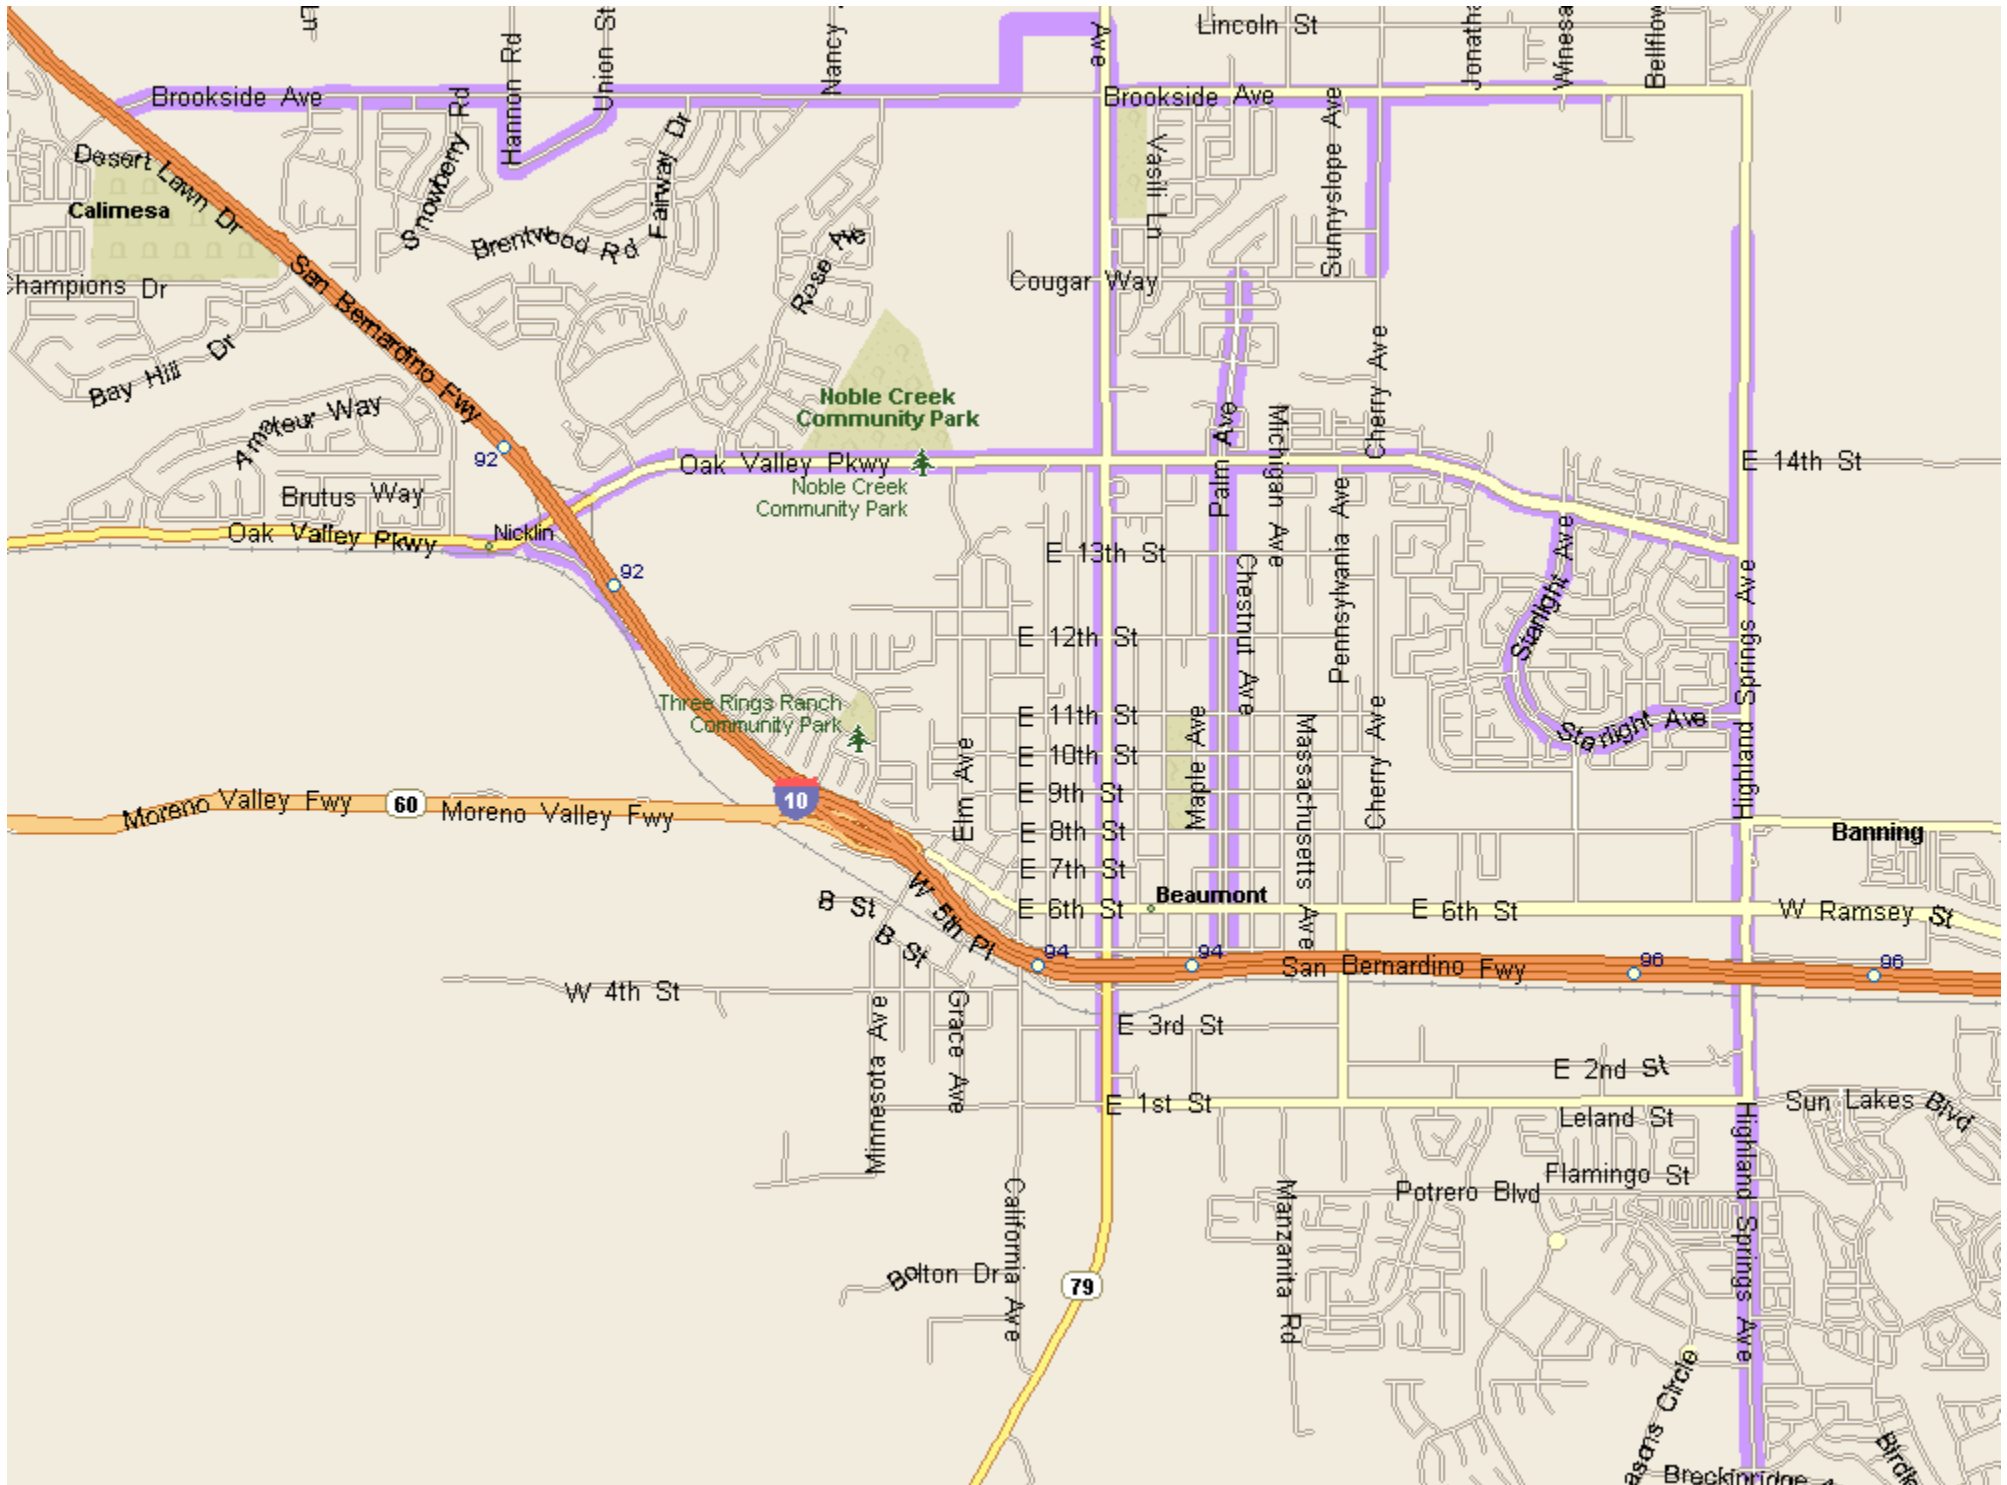 Lincoln St
Ave
Hannon Rd
Union St
Nancy
Brookside Ave
Brookside Ave
Snowberry Rd
Fairway Dr
Vasili Ln
Sunnyslope Ave
Desert Lawn Dr
Calimesa
Brentwood Rd
Rose Ave
Cougar Way
Champions Dr
San Bernardino Fwy
Bay Hill Dr
Amateur Way
Noble Creek
Community Park
Cherry Ave
Palm Ave
Michigan Ave
92
Oak Valley Pkwy
E 14th St
Noble Creek
Community Park
Brutus Way
Pennsylvania Ave
Oak Valley Pkwy
Nicklin
E 13th St
92
Chestnut Ave
Starlight Ave
Highland Springs Ave
E 12th St
Three Rings Ranch
Community Park
E 11th St
Starlight Ave
Maple Ave
Massachusetts Ave
Cherry Ave
Elm Ave
E 10th St
10
E 9th St
Moreno Valley Fwy
60
Moreno Valley Fwy
E 8th St
Banning
E 7th St
W 5th Pl
Beaumont
B St
E 6th St
E 6th St
W Ramsey St
B St
94
94
San Bernardino Fwy
96
96
W 4th St
Minnesota Ave
Grace Ave
E 3rd St
E 2nd St
E 1st St
Leland St
Sun Lakes Blvd
Highland Springs Ave
Flamingo St
Potrero Blvd
California Ave
Manzanita Rd
Bolton Dr
79
asons Circle
Breckinridge